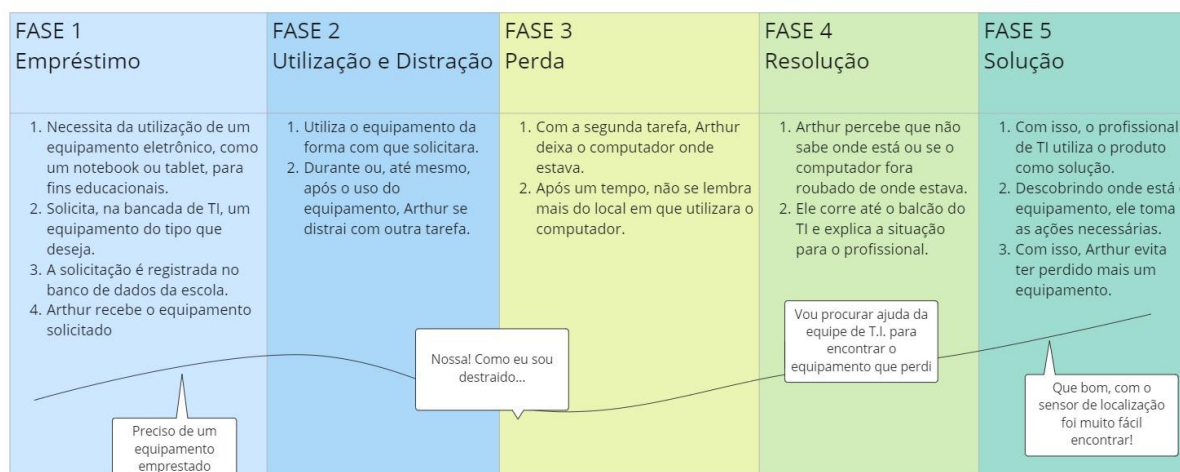 FASE 1
Empréstimo
FASE 2
Utilização e Distração
FASE 3
Perda
FASE 4
Resolução
FASE 5
Solução
1. Necessita da utilização de um
equipamento eletrônico, como
um notebook ou tablet, para
fins educacionais.
2. Solicita, na bancada de TI, um
equipamento do tipo que
deseja.
3. A solicitação é registrada no
banco de dados da escola.
4. Arthur recebe o equipamento
solicitado
1. Utiliza o equipamento da
forma com que solicitara.
2. Durante ou, até mesmo,
após o uso do
equipamento, Arthur se
distrai com outra tarefa.
1. Com a segunda tarefa, Arthur
deixa o computador onde
estava.
2. Após um tempo, não se lembra
mais do local em que utilizara o
computador.
1. Arthur percebe que não
sabe onde está ou se o
computador fora
roubado de onde estava.
2. Ele corre até o balcão do
TI e explica a situação
para o profissional.
1. Com isso, o profissional
de TI utiliza o produto
como solução.
2. Descobrindo onde está
equipamento, ele toma
as ações necessárias.
3. Com isso, Arthur evita
ter perdido mais um
equipamento.
Preciso de um
equipamento
emprestado
Nossa! Como eu sou
destraido...
Vou procurar ajuda da
equipe de T.I. para
encontrar o
equipamento que perdi
Que bom, com o
sensor de localização
foi muito fácil
encontrar!